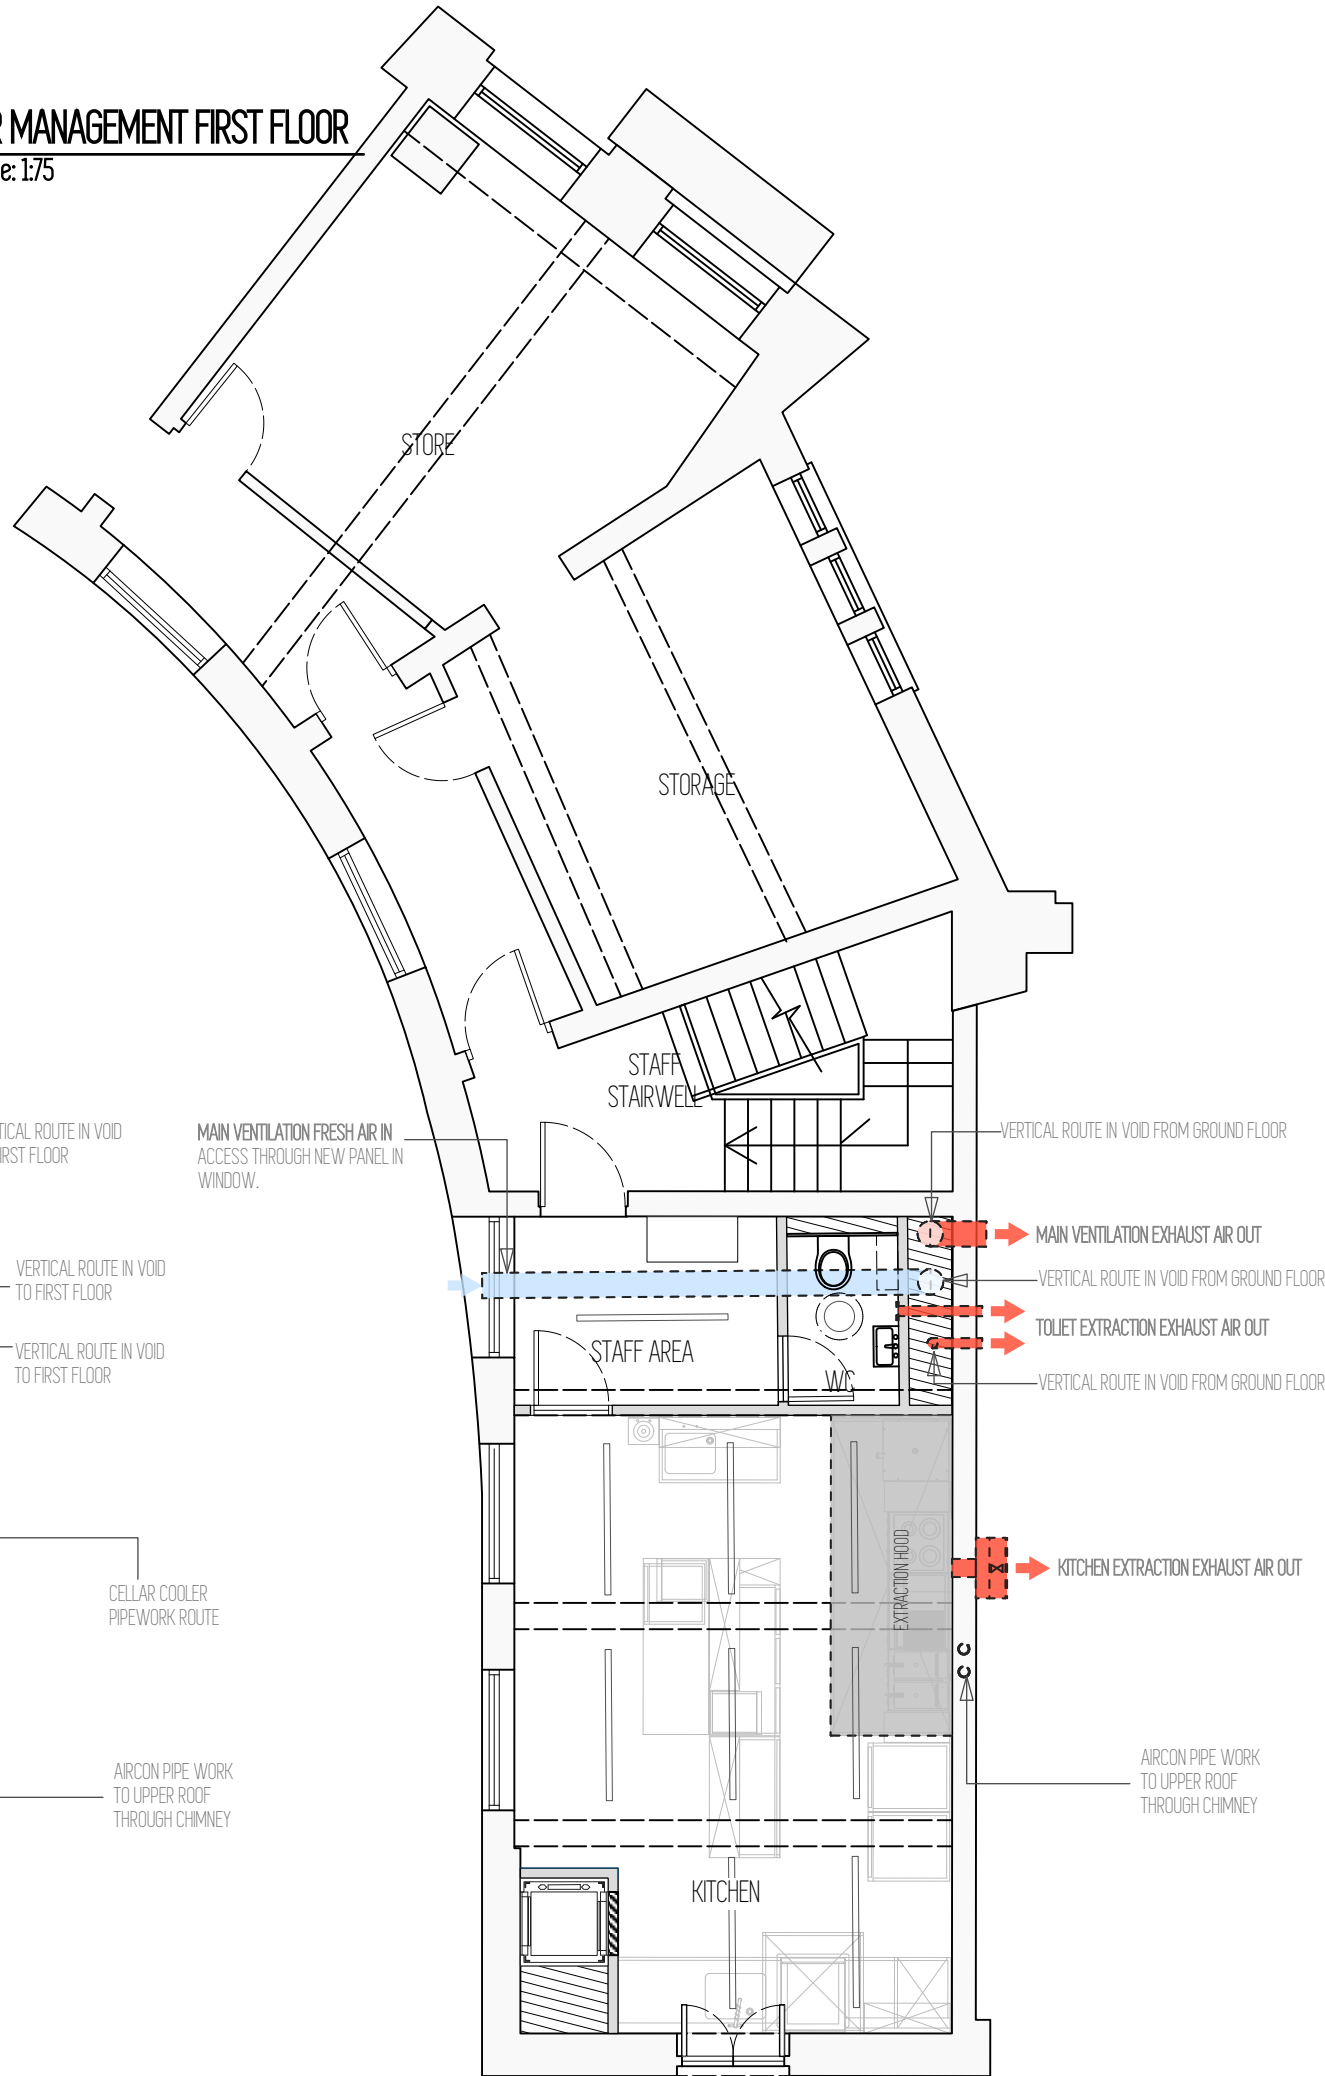 R MANAGEMENT FIRST FLOOR
e: 1:75
STORE
STORAGE
STAFF
STAIRWELL
TICAL ROUTE IN VOID
IRST FLOOR
MAIN VENTILATION FRESH AIR IN
ACCESS THROUGH NEW PANEL IN
WINDOW.
VERTICAL ROUTE IN VOID FROM GROUND FLOOR
MAIN VENTILATION EXHAUST AIR OUT
VERTICAL ROUTE IN VOID
TO FIRST FLOOR
VERTICAL ROUTE IN VOID FROM GROUND FLOOR
TOLIET EXTRACTION EXHAUST AIR OUT
VERTICAL ROUTE IN VOID
TO FIRST FLOOR
STAFF AREA
WC
VERTICAL ROUTE IN VOID FROM GROUND FLOOR
EXTRACTION HOOD
KITCHEN EXTRACTION EXHAUST AIR OUT
CELLAR COOLER
PIPEWORK ROUTE
C C
AIRCON PIPE WORK
TO UPPER ROOF
THROUGH CHIMNEY
AIRCON PIPE WORK
TO UPPER ROOF
THROUGH CHIMNEY
KITCHEN